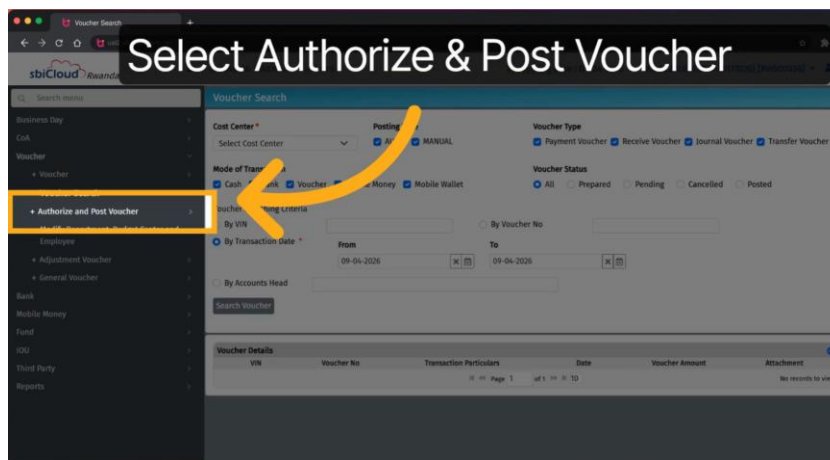 Voucher Search
Select Authorize & Post Voucher
sbiCloud Rwanda
Search menu
Voucher Search
Business Day
CoA
Voucher
+ Voucher
+ Authorize and Post Voucher
Employee
+ Adjustment Voucher
+ General Voucher
Bank
Mobile Money
Fund
IOU
Third Party
Reports
Cost Center *
Posting
Voucher Type
Select Cost Center
MANUAL
Payment Voucher
Receive Voucher
Journal Voucher
Transfer Voucher
Mode of
Voucher Status
Cash
Voucher
Money
Mobile Wallet
All
Prepared
Pending
Cancelled
Posted
Criteria
By VIN
By Voucher No
By Transaction Date *
From
To
09-04-2026
09-04-2026
By Accounts Head
Search Voucher
Voucher Details
VIN
Voucher No
Transaction Particulars
Date
Voucher Amount
Attachment
Page 1 of 1
10
No records to vie